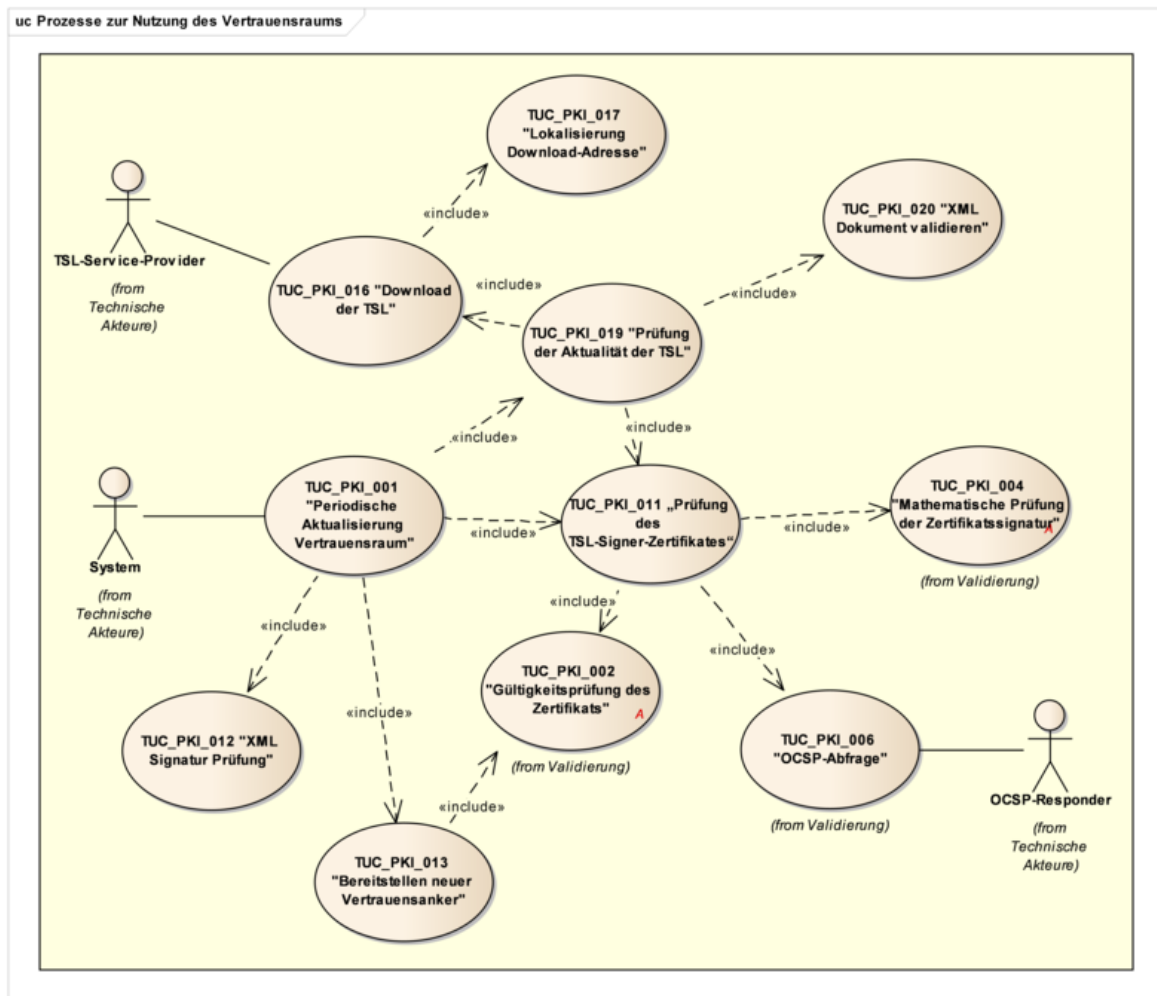 uc Prozesse zur Nutzung des Vertrauensraums
TUC_PKI_017
"Lokalisierung
Download-Adresse"
«include»
TUC_PKI_020 "XML
Dokument validieren"
«include»
TSL-Service-Provider
(from
Technische
Akteure)
TUC_PKI_016 "Download
der TSL"
«include»
TUC_PKI_019 "Prüfung
der Aktualität der TSL"
«include»
«include»
System
(from
Technische
Akteure)
TUC_PKI_001
"Periodische
Aktualisierung
Vertrauensraum"
«include»
TUC_PKI_011 „Prüfung
des
TSL-Signer-Zertifikates“
«include»
TUC_PKI_004
"Mathematische Prüfung
der Zertifikatssignatur"
A
(from Validierung)
«include»
«include»
«include»
«include»
TUC_PKI_012 "XML
Signatur Prüfung"
TUC_PKI_002
"Gültigkeitsprüfung des
Zertifikats"
A
(from Validierung)
TUC_PKI_006
"OCSP-Abfrage"
(from Validierung)
OCSP-Responder
(from
Technische
Akteure)
«include»
TUC_PKI_013
"Bereitstellen neuer
Vertrauensanker"